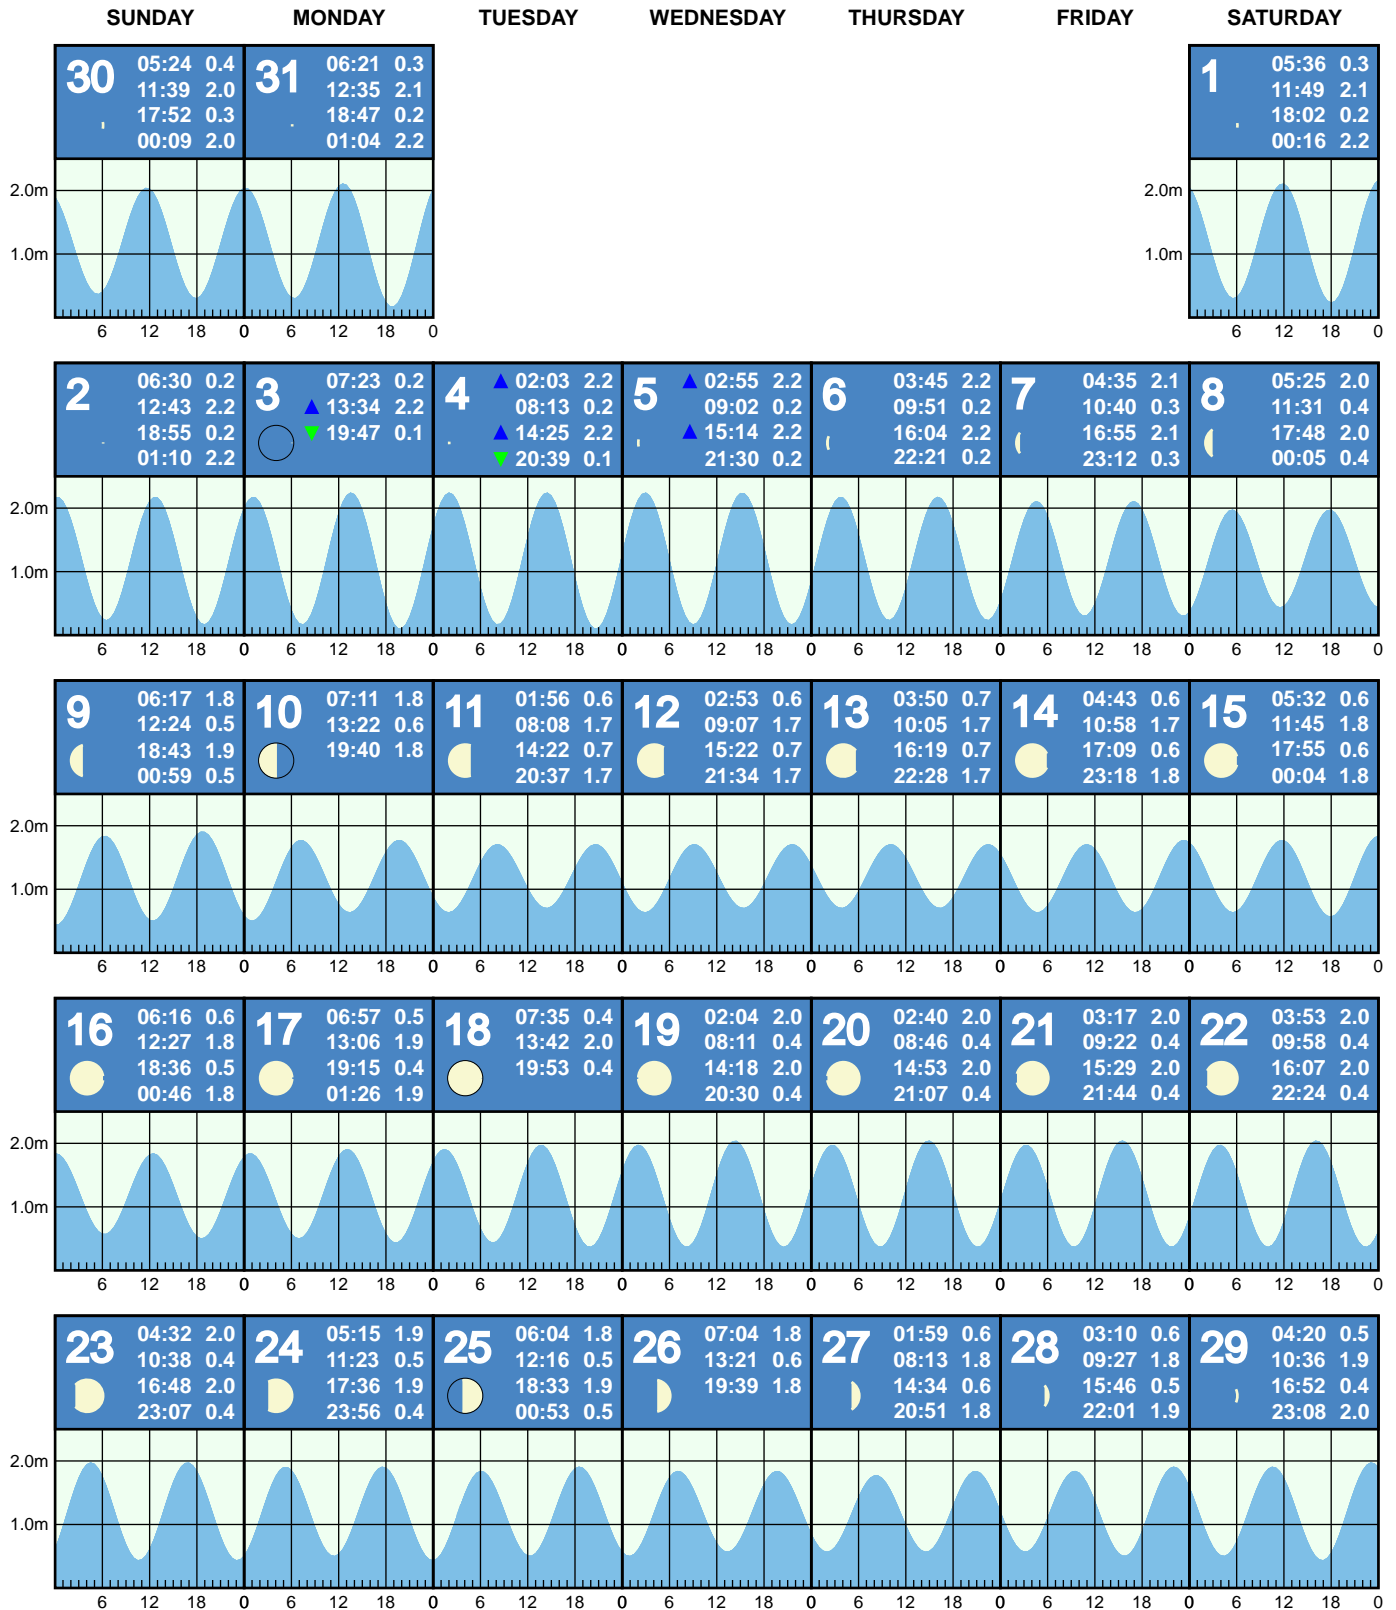 SUNDAY MONDAY TUESDAY WEDNESDAY THURSDAY FRIDAY SATURDAY
30 05:24 0.4 31 06:21 0.3 1 05:36 0.3
11:39 2.0 12:35 2.1 11:49 2.1
17:52 0.3 18:47 0.2 18:02 0.2
00:09 2.0 01:04 2.2 00:16 2.2
2.0m 2.0m
1.0m 1.0m
6 12 18 0 6 12 18 0 6 12 18 0
2 06:30 0.2 3 07:23 0.2 4 02:03 2.2 5 02:55 2.2 6 03:45 2.2 7 04:35 2.1 8 05:25 2.0
12:43 2.2 13:34 2.2 08:13 0.2 09:02 0.2 09:51 0.2 10:40 0.3 11:31 0.4
18:55 0.2 19:47 0.1 14:25 2.2 15:14 2.2 16:04 2.2 16:55 2.1 17:48 2.0
01:10 2.2 20:39 0.1 21:30 0.2 22:21 0.2 23:12 0.3 00:05 0.4
2.0m
1.0m
6 12 18 0 6 12 18 0 6 12 18 0 6 12 18 0 6 12 18 0 6 12 18 0 6 12 18 0
9 06:17 1.8 10 07:11 1.8 11 01:56 0.6 12 02:53 0.6 13 03:50 0.7 14 04:43 0.6 15 05:32 0.6
12:24 0.5 13:22 0.6 08:08 1.7 09:07 1.7 10:05 1.7 10:58 1.7 11:45 1.8
18:43 1.9 19:40 1.8 14:22 0.7 15:22 0.7 16:19 0.7 17:09 0.6 17:55 0.6
00:59 0.5 20:37 1.7 21:34 1.7 22:28 1.7 23:18 1.8 00:04 1.8
2.0m
1.0m
6 12 18 0 6 12 18 0 6 12 18 0 6 12 18 0 6 12 18 0 6 12 18 0 6 12 18 0
16 06:16 0.6 17 06:57 0.5 18 07:35 0.4 19 02:04 2.0 20 02:40 2.0 21 03:17 2.0 22 03:53 2.0
12:27 1.8 13:06 1.9 13:42 2.0 08:11 0.4 08:46 0.4 09:22 0.4 09:58 0.4
18:36 0.5 19:15 0.4 19:53 0.4 14:18 2.0 14:53 2.0 15:29 2.0 16:07 2.0
00:46 1.8 01:26 1.9 20:30 0.4 21:07 0.4 21:44 0.4 22:24 0.4
2.0m
1.0m
6 12 18 0 6 12 18 0 6 12 18 0 6 12 18 0 6 12 18 0 6 12 18 0 6 12 18 0
23 04:32 2.0 24 05:15 1.9 25 06:04 1.8 26 07:04 1.8 27 01:59 0.6 28 03:10 0.6 29 04:20 0.5
10:38 0.4 11:23 0.5 12:16 0.5 13:21 0.6 08:13 1.8 09:27 1.8 10:36 1.9
16:48 2.0 17:36 1.9 18:33 1.9 19:39 1.8 14:34 0.6 15:46 0.5 16:52 0.4
23:07 0.4 23:56 0.4 00:53 0.5 20:51 1.8 22:01 1.9 23:08 2.0
2.0m
1.0m
6 12 18 0 6 12 18 0 6 12 18 0 6 12 18 0 6 12 18 0 6 12 18 0 6 12 18 0